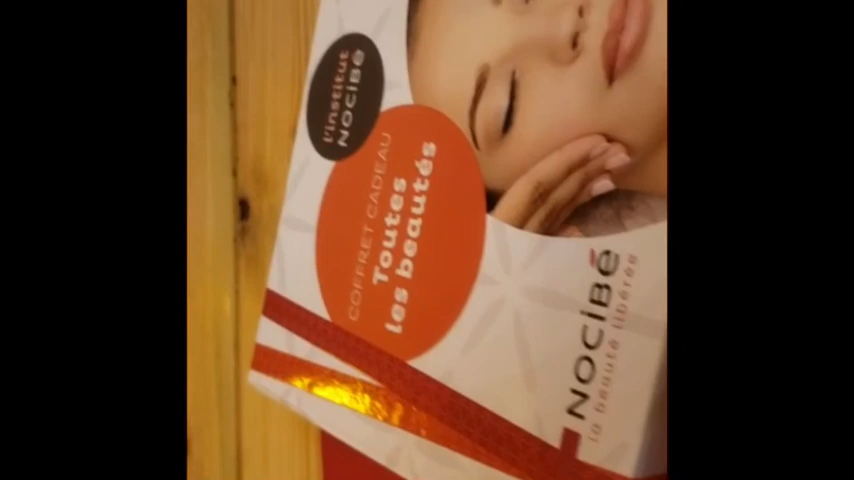 l'institut
NOCIBÉ
COFFRET CADEAU
Toutes
les beautés
NOCIBÉ
la beauté libérée